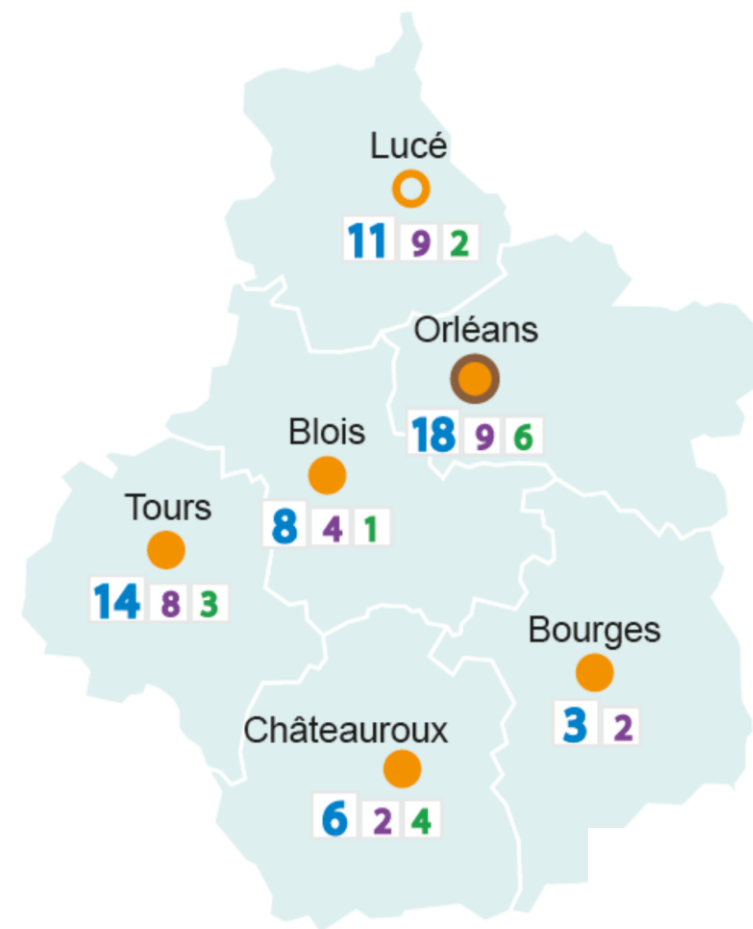 Lucé
11 9 2
Orléans
18 9 6
Blois
8 4 1
Tours
14 8 3
Bourges
3 2
Châteauroux
6 2 4